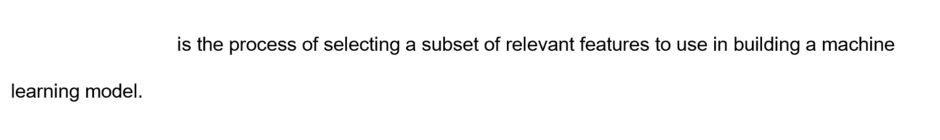 is the process of selecting a subset of relevant features to use in building a machine
learning model.